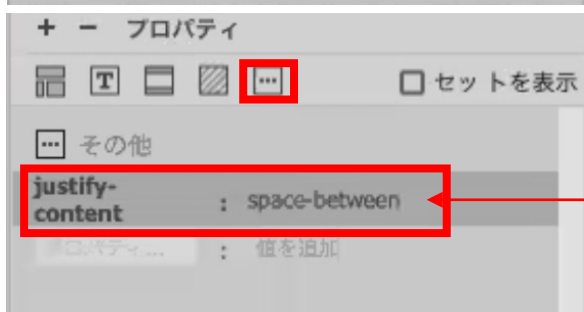 + − プロパティ
T ... セットを表示
... その他
justify-
content : space-between
プロパティ ... : 値を追加